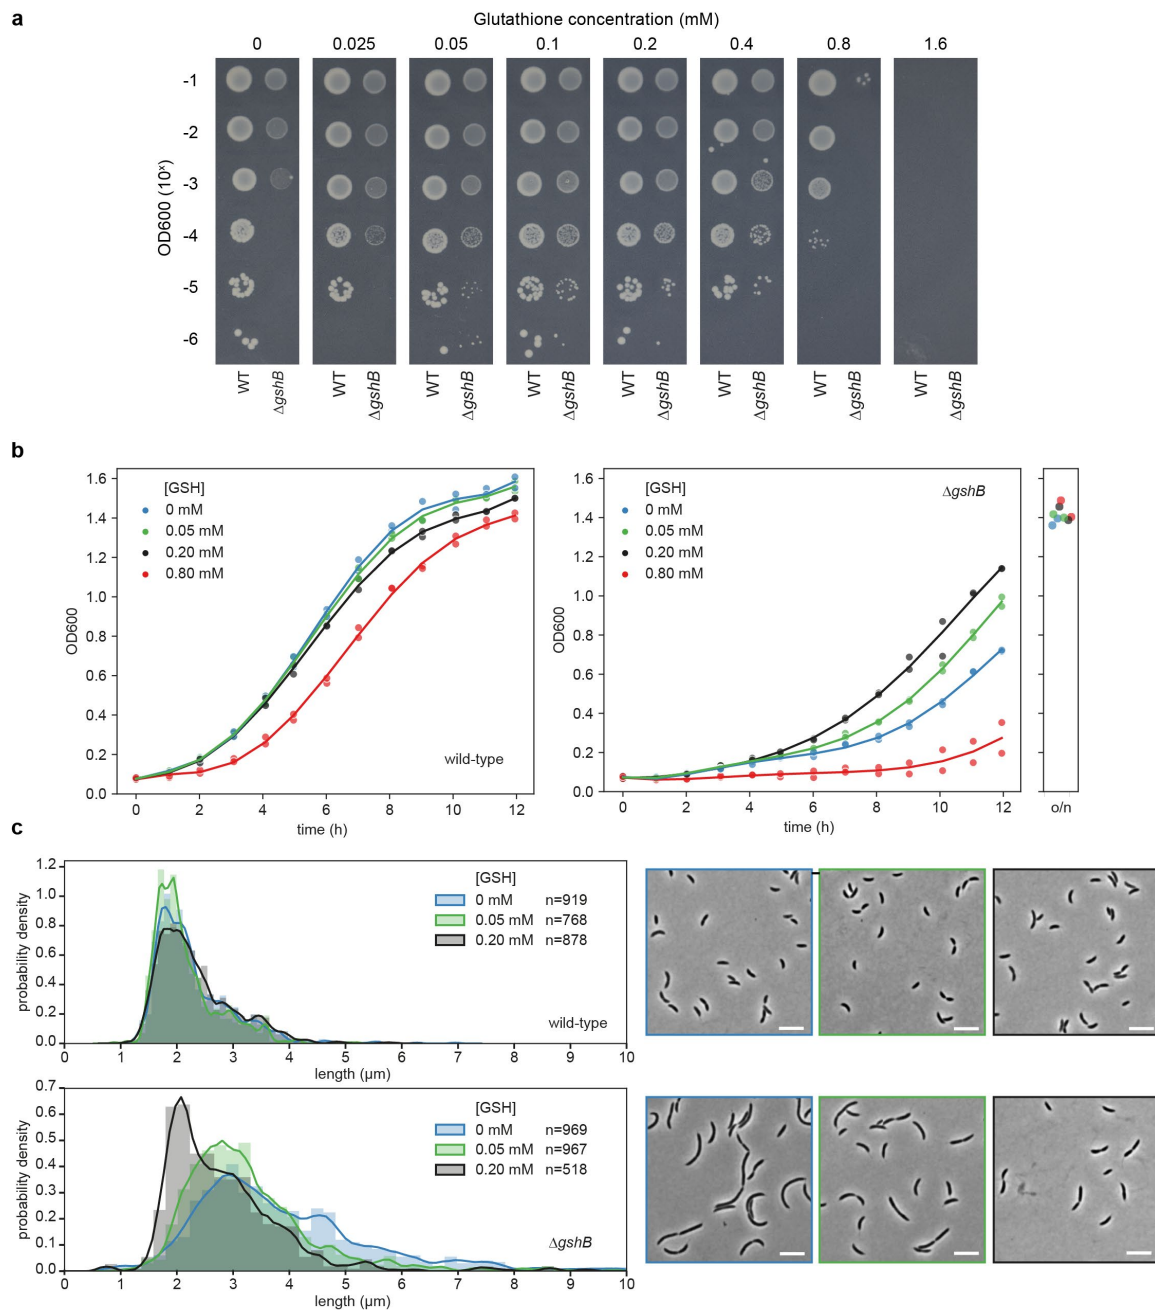 a
Glutathione concentration (mM)
0 0.025 0.05 0.1 0.2 0.4 0.8 1.6
OD600 (10ˣ)
-1
-2
-3
-4
-5
-6
WT ΔgshB WT ΔgshB WT ΔgshB WT ΔgshB WT ΔgshB WT ΔgshB WT ΔgshB WT ΔgshB
b
OD600
1.6
1.4
1.2
1.0
0.8
0.6
0.4
0.2
0.0
[GSH]
0 mM
0.05 mM
0.20 mM
0.80 mM
wild-type
0 2 4 6 8 10 12
time (h)
OD600
1.6
1.4
1.2
1.0
0.8
0.6
0.4
0.2
0.0
[GSH]
0 mM
0.05 mM
0.20 mM
0.80 mM
ΔgshB
0 2 4 6 8 10 12
time (h)
o/n
c
probability density
1.2
1.0
0.8
0.6
0.4
0.2
0.0
[GSH]
0 mM n=919
0.05 mM n=768
0.20 mM n=878
wild-type
0 1 2 3 4 5 6 7 8 9 10
length (µm)
probability density
0.7
0.6
0.5
0.4
0.3
0.2
0.1
0.0
[GSH]
0 mM n=969
0.05 mM n=967
0.20 mM n=518
ΔgshB
0 1 2 3 4 5 6 7 8 9 10
length (µm)